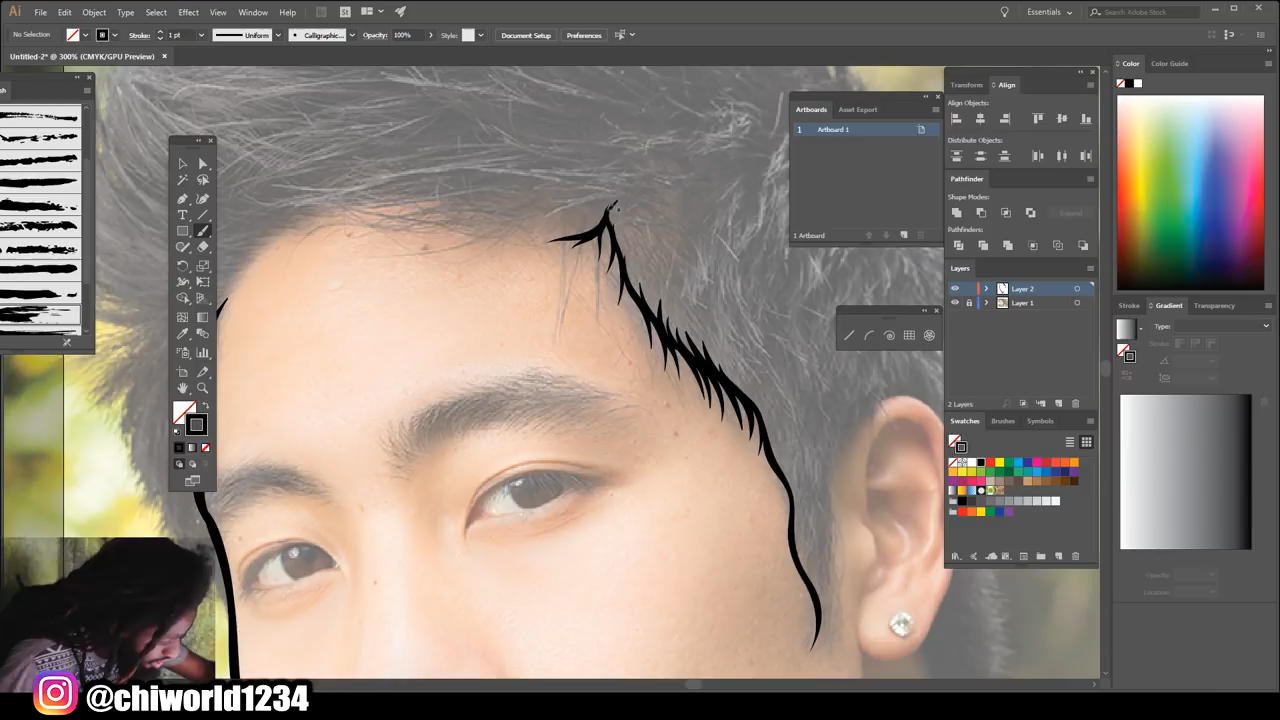 Ai File Edit Object Type Select Effect View Window Help St Essentials Search Adobe Stock
No Selection Stroke: 1 pt Uniform Calligraphic... Opacity: 100% Style: Document Setup Preferences
Untitled-2* @ 300% (CMYK/GPU Preview)
Color Color Guide
Transform Align
Align Objects:
Artboards Asset Export
1 Artboard 1
Distribute Objects:
Pathfinder
Shape Modes:
Expand
Pathfinders:
1 Artboard
Layers
Layer 2
Layer 1
Stroke Gradient Transparency
Type:
Stroke:
2 Layers
Swatches Brushes Symbols
Opacity:
Location:
@chiworld1234